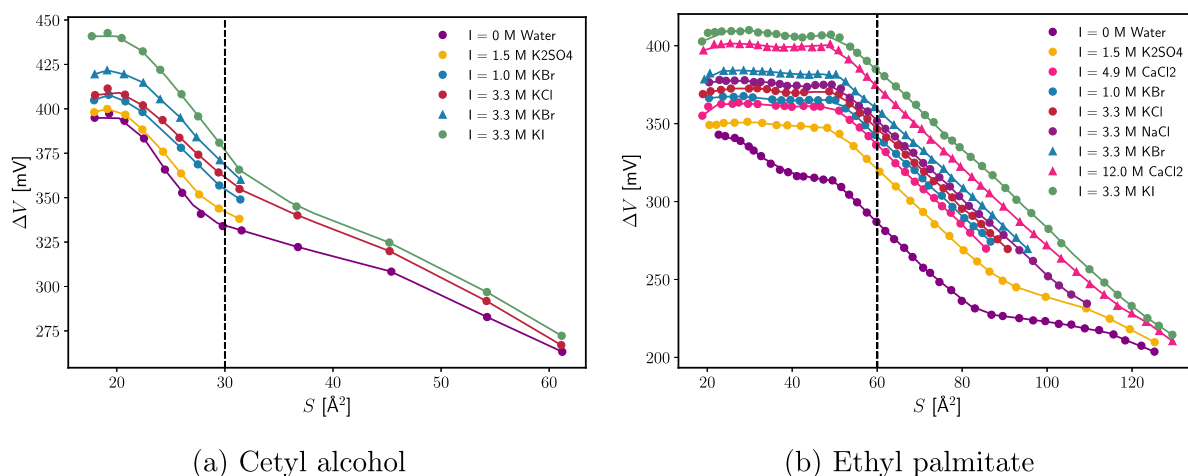 450
425
400
375
350
325
300
275
ΔV [mV]
20
30
40
50
60
S [Å²]
I = 0 M Water
I = 1.5 M K2SO4
I = 1.0 M KBr
I = 3.3 M KCl
I = 3.3 M KBr
I = 3.3 M KI
(a) Cetyl alcohol
400
350
300
250
200
ΔV [mV]
20
40
60
80
100
120
S [Å²]
I = 0 M Water
I = 1.5 M K2SO4
I = 4.9 M CaCl2
I = 1.0 M KBr
I = 3.3 M KCl
I = 3.3 M NaCl
I = 3.3 M KBr
I = 12.0 M CaCl2
I = 3.3 M KI
(b) Ethyl palmitate